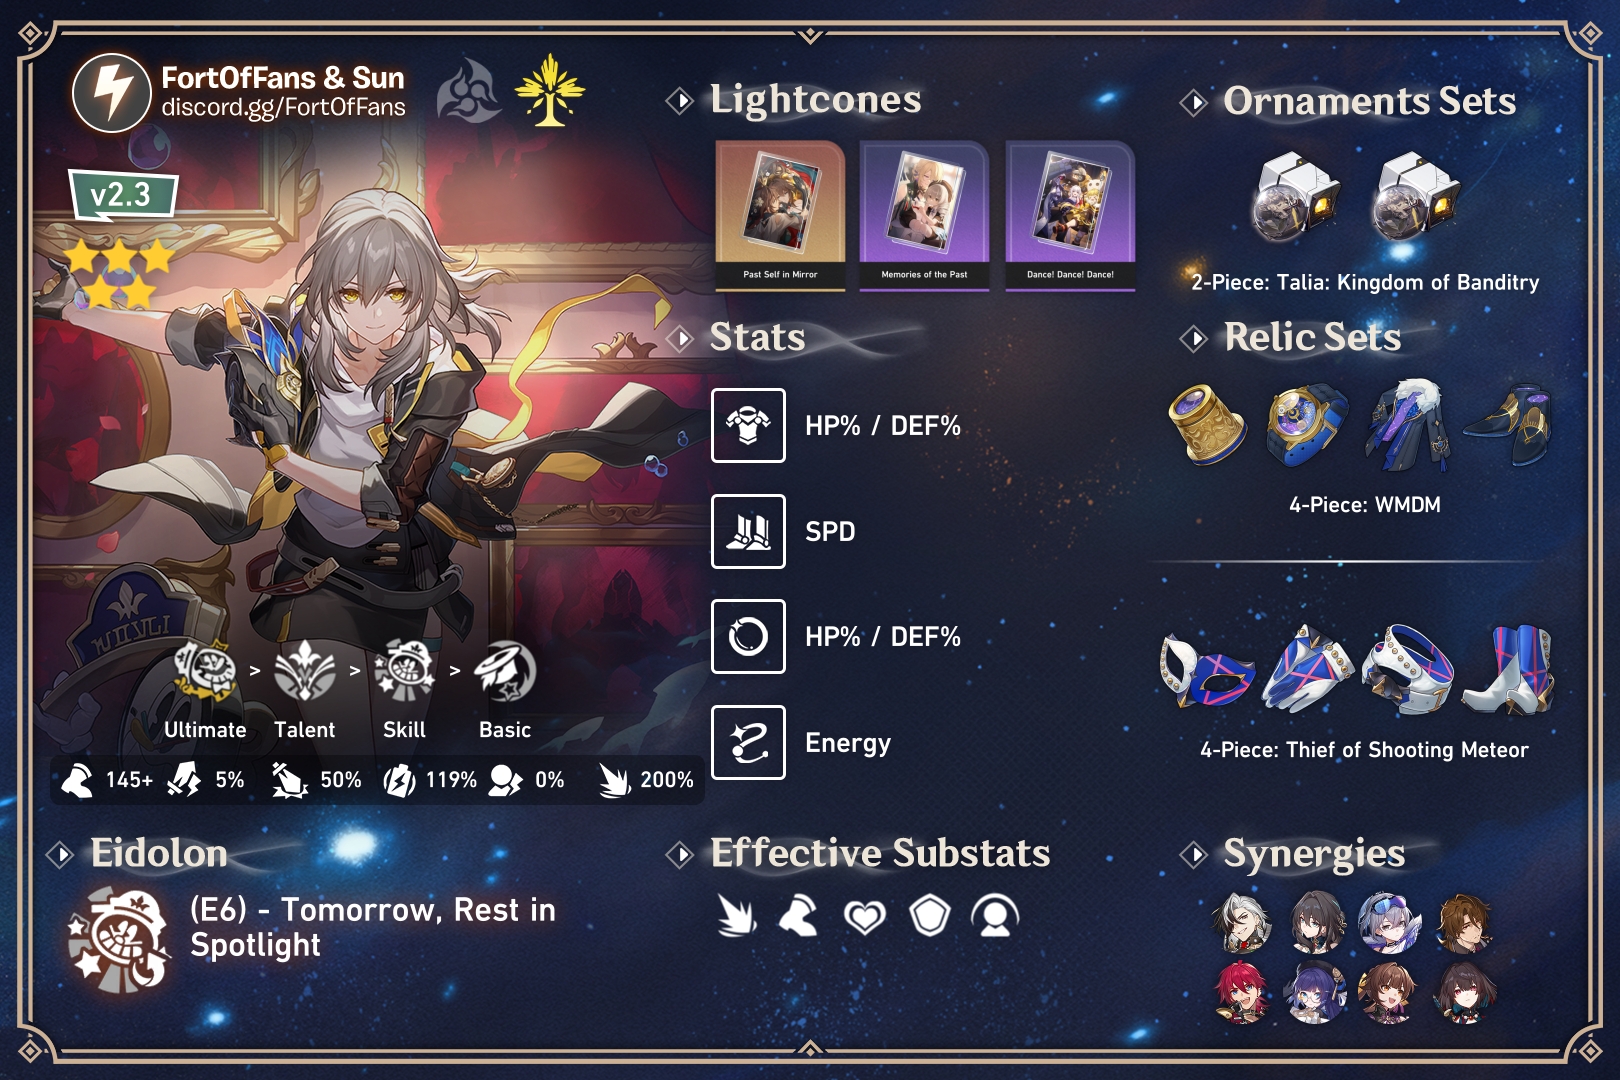 FortOfFans & Sun
discord.gg/FortOfFans
v2.3
Ultimate > Talent > Skill > Basic
145+ 5% 50% 119% 0% 200%
Eidolon
(E6) - Tomorrow, Rest in
Spotlight
Lightcones
Past Self in Mirror
Memories of the Past
Dance! Dance! Dance!
Stats
HP% / DEF%
SPD
HP% / DEF%
Energy
Effective Substats
Ornaments Sets
2-Piece: Talia: Kingdom of Banditry
Relic Sets
4-Piece: WMDM
4-Piece: Thief of Shooting Meteor
Synergies